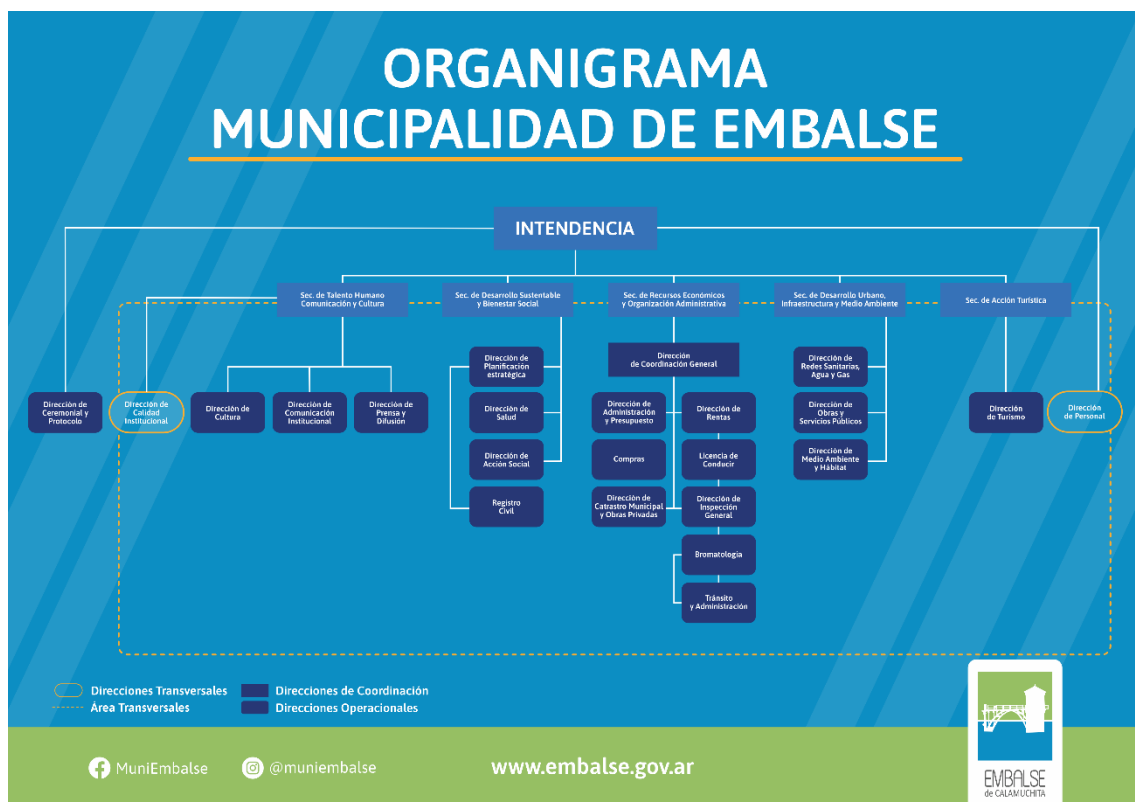 ORGANIGRAMA
MUNICIPALIDAD DE EMBALSE
INTENDENCIA
Sec. de Talento Humano
Comunicación y Cultura
Sec. de Desarrollo Sustentable
y Bienestar Social
Sec. de Recursos Económicos
y Organización Administrativa
Sec. de Desarrollo Urbano,
Infraestructura y Medio Ambiente
Sec. de Acción Turística
Dirección de
Ceremonial y
Protocolo
Dirección de
Calidad
Institucional
Dirección de
Cultura
Dirección de
Comunicación
Institucional
Dirección de
Prensa y
Difusión
Dirección de
Planificación
estratégica
Dirección de
Salud
Dirección de
Acción Social
Registro
Civil
Dirección
de Coordinación General
Dirección de
Administración
y Presupuesto
Compras
Dirección de
Catrastro Municipal
y Obras Privadas
Dirección de
Rentas
Licencia de
Conducir
Dirección de
Inspección
General
Bromatología
Tránsito
y Administración
Dirección de
Redes Sanitarias,
Agua y Gas
Dirección de
Obras y
Servicios Públicos
Dirección de
Medio Ambiente
y Hábitat
Dirección
de Turismo
Dirección
de Personal
Direcciones Transversales
Área Transversales
Direcciones de Coordinación
Direcciones Operacionales
MuniEmbalse
@muniembalse
www.embalse.gov.ar
EMBALSE
de CALAMUCHITA